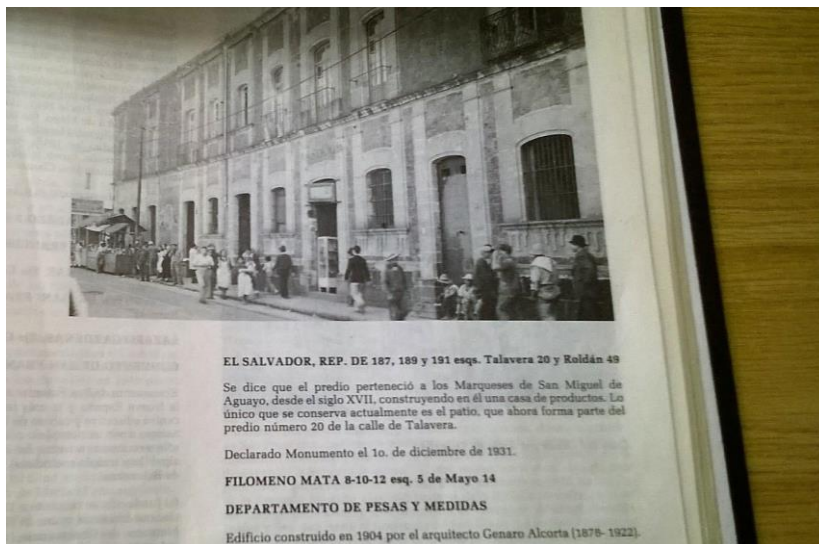 EL SALVADOR, REP. DE 187, 189 y 191 esqs. Talavera 20 y Roldán 49
Se dice que el predio perteneció a los Marqueses de San Miguel de
Aguayo, desde el siglo XVII, construyendo en él una casa de productos. Lo
único que se conserva actualmente es el patio, que ahora forma parte del
predio número 20 de la calle de Talavera.
Declarado Monumento el 1o. de diciembre de 1931.
FILOMENO MATA 8-10-12 esq. 5 de Mayo 14
DEPARTAMENTO DE PESAS Y MEDIDAS
Edificio construido en 1904 por el arquitecto Genaro Alcorta (1878- 1922).